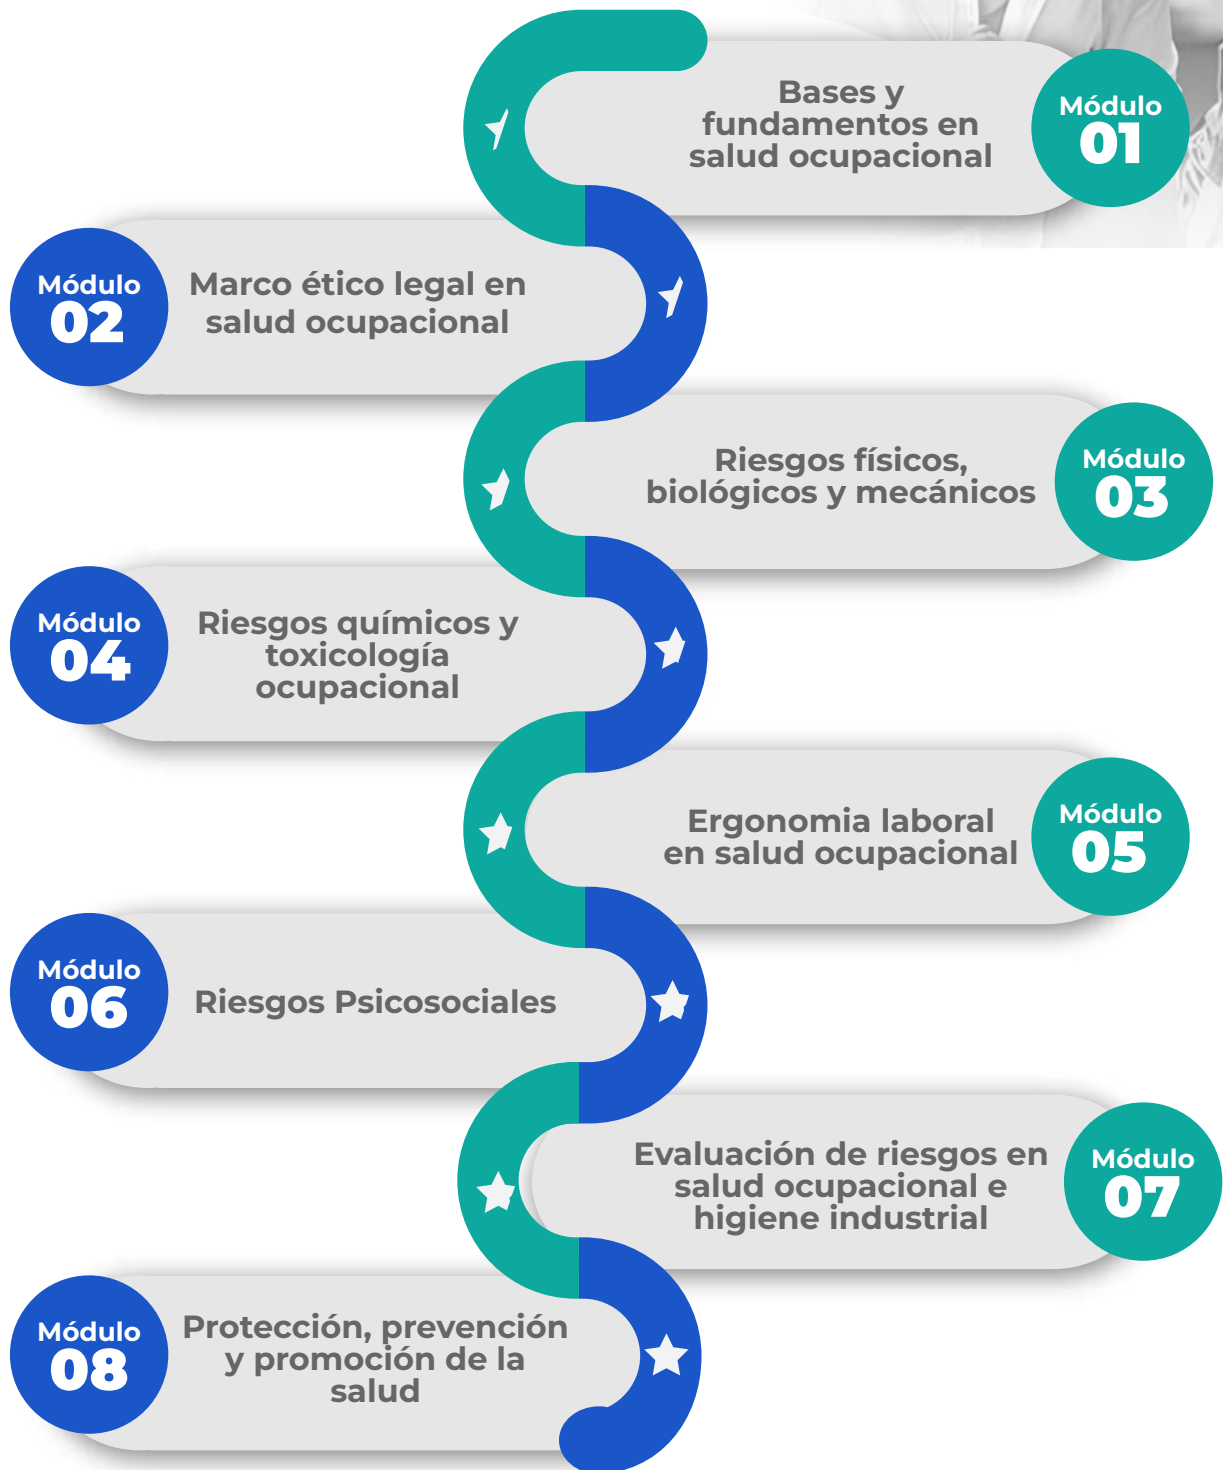 Bases y
fundamentos en
salud ocupacional
Módulo
01
Módulo
02
Marco ético legal en
salud ocupacional
Riesgos físicos,
biológicos y mecánicos
Módulo
03
Módulo
04
Riesgos químicos y
toxicología
ocupacional
Ergonomia laboral
en salud ocupacional
Módulo
05
Módulo
06
Riesgos Psicosociales
Evaluación de riesgos en
salud ocupacional e
higiene industrial
Módulo
07
Módulo
08
Protección, prevención
y promoción de la
salud